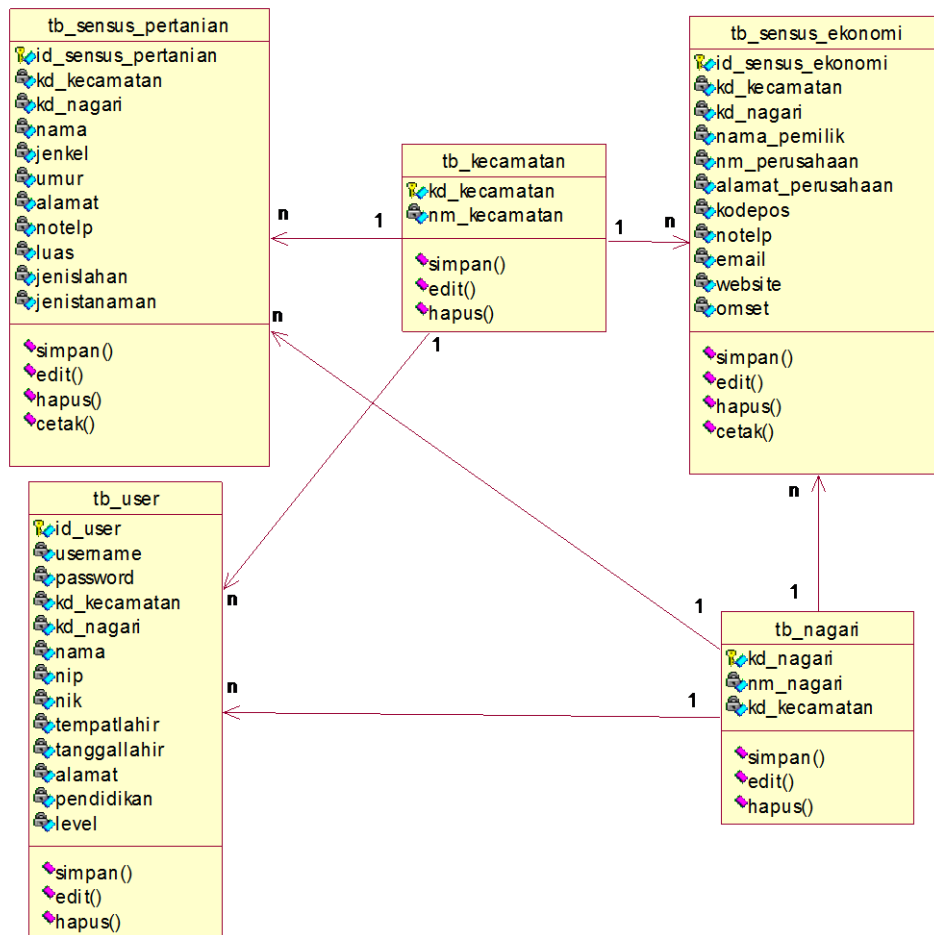 tb_sensus_pertanian
id_sensus_pertanian
kd_kecamatan
kd_nagari
nama
jenkel
umur
alamat
notelp
luas
jenislahan
jenistanaman
simpan()
edit()
hapus()
cetak()
tb_kecamatan
kd_kecamatan
nm_kecamatan
simpan()
edit()
hapus()
tb_sensus_ekonomi
id_sensus_ekonomi
kd_kecamatan
kd_nagari
nama_pemilik
nm_perusahaan
alamat_perusahaan
kodepos
notelp
email
website
omset
simpan()
edit()
hapus()
cetak()
n
1
1
n
n
1
n
n
1
1
n
1
tb_user
id_user
username
password
kd_kecamatan
kd_nagari
nama
nip
nik
tempatlahir
tanggallahir
alamat
pendidikan
level
simpan()
edit()
hapus()
tb_nagari
kd_nagari
nm_nagari
kd_kecamatan
simpan()
edit()
hapus()